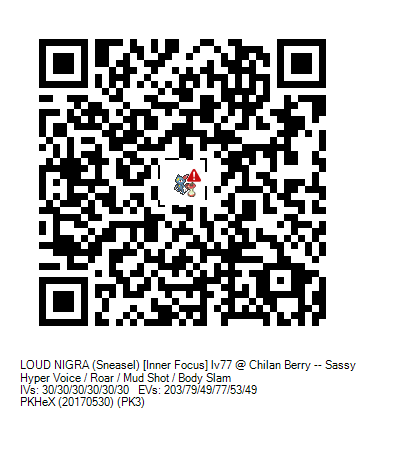 LOUD NIGRA (Sneasel) [Inner Focus] lv77 @ Chilan Berry -- Sassy
Hyper Voice / Roar / Mud Shot / Body Slam
IVs: 30/30/30/30/30/30   EVs: 203/79/49/77/53/49
PKHeX (20170530) (PK3)